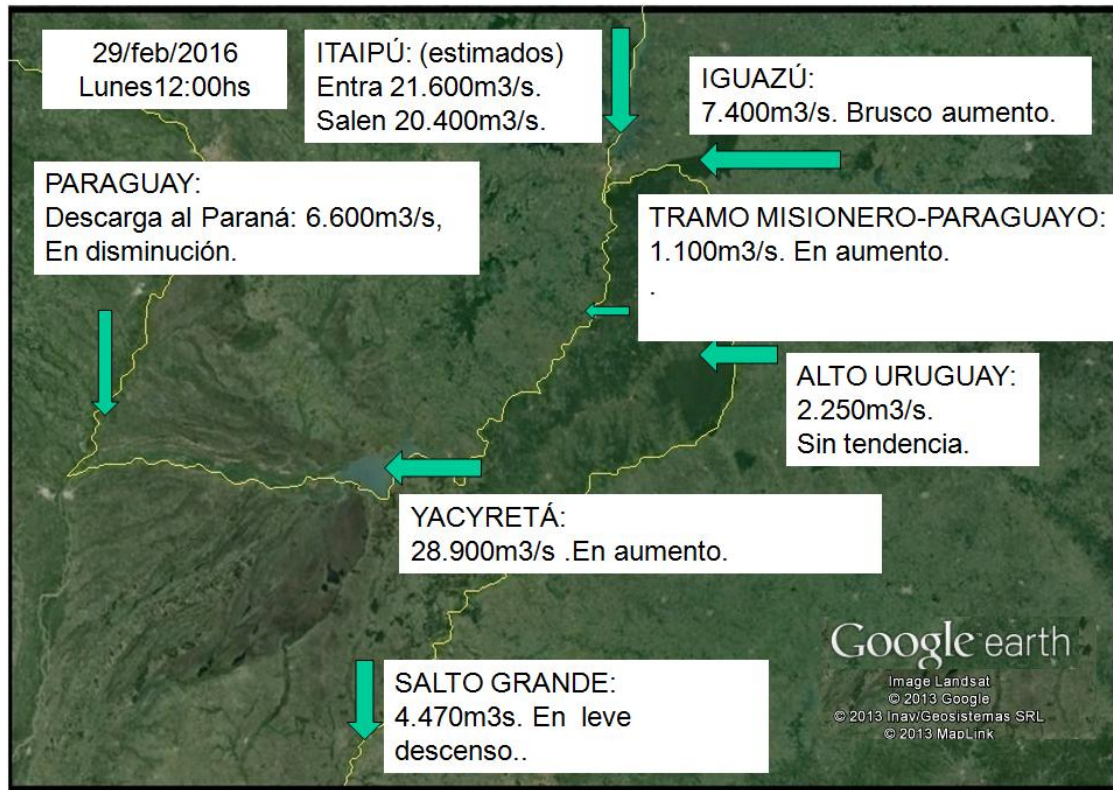 29/feb/2016
Lunes12:00hs
ITAIPÚ: (estimados)
Entra 21.600m3/s.
Salen 20.400m3/s.
IGUAZÚ:
7.400m3/s. Brusco aumento.
PARAGUAY:
Descarga al Paraná: 6.600m3/s,
En disminución.
TRAMO MISIONERO-PARAGUAYO:
1.100m3/s. En aumento.
.
ALTO URUGUAY:
2.250m3/s.
Sin tendencia.
YACYRETÁ:
28.900m3/s .En aumento.
SALTO GRANDE:
4.470m3s. En leve
descenso..
Google earth
Image Landsat
© 2013 Google
© 2013 Inav/Geosistemas SRL
© 2013 MapLink